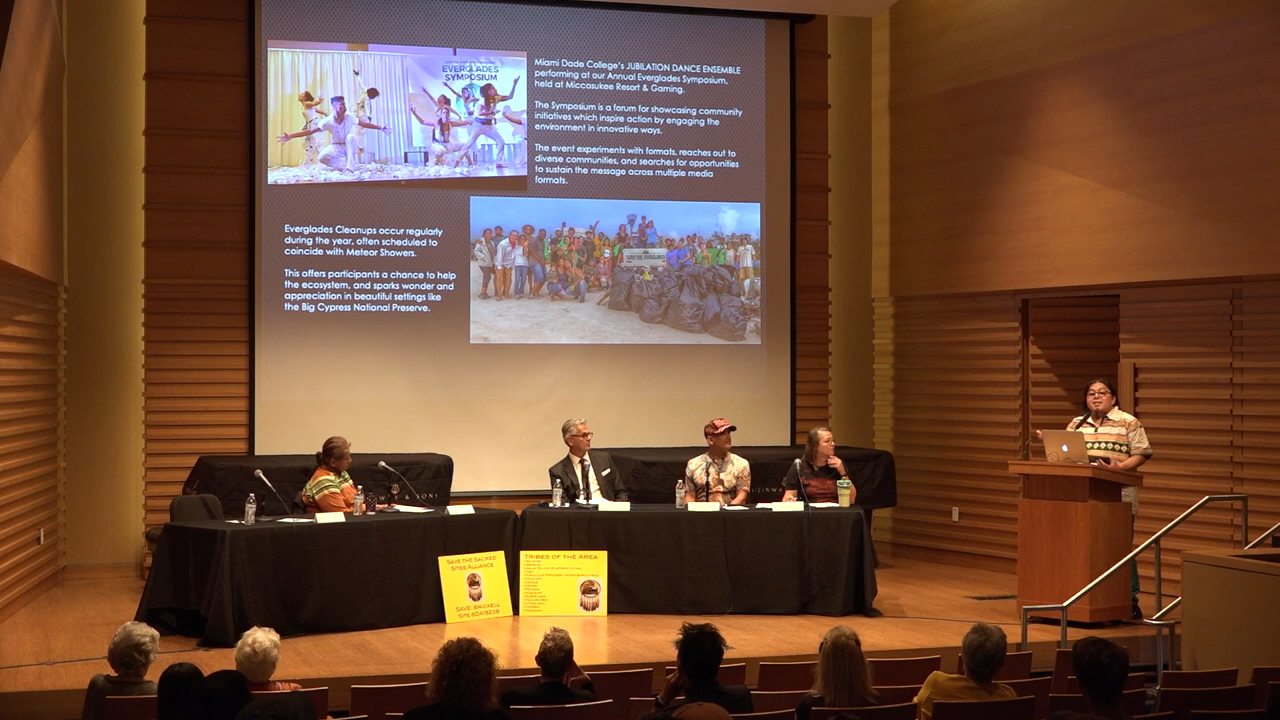 EVERGLADES
SYMPOSIUM
Miami Dade College's JUBILATION DANCE ENSEMBLE
performing at our Annual Everglades Symposium,
held at Miccasukee Resort & Gaming.
The Symposium is a forum for showcasing community
initiatives which inspire action by engaging the
environment in innovative ways.
The event experiments with formats, reaches out to
diverse communities, and searches for opportunities
to sustain the message across multiple media
formats.
Everglades Cleanups occur regularly
during the year, often scheduled to
coincide with Meteor Showers.
This offers participants a chance to help
the ecosystem, and sparks wonder and
appreciation in beautiful settings like
the Big Cypress National Preserve.
& SONS
SAVE THE SACRED
SITES ALLIANCE
SAVE: BRICKELL
SITE 8DA19228
TRIBES OF THE AREA